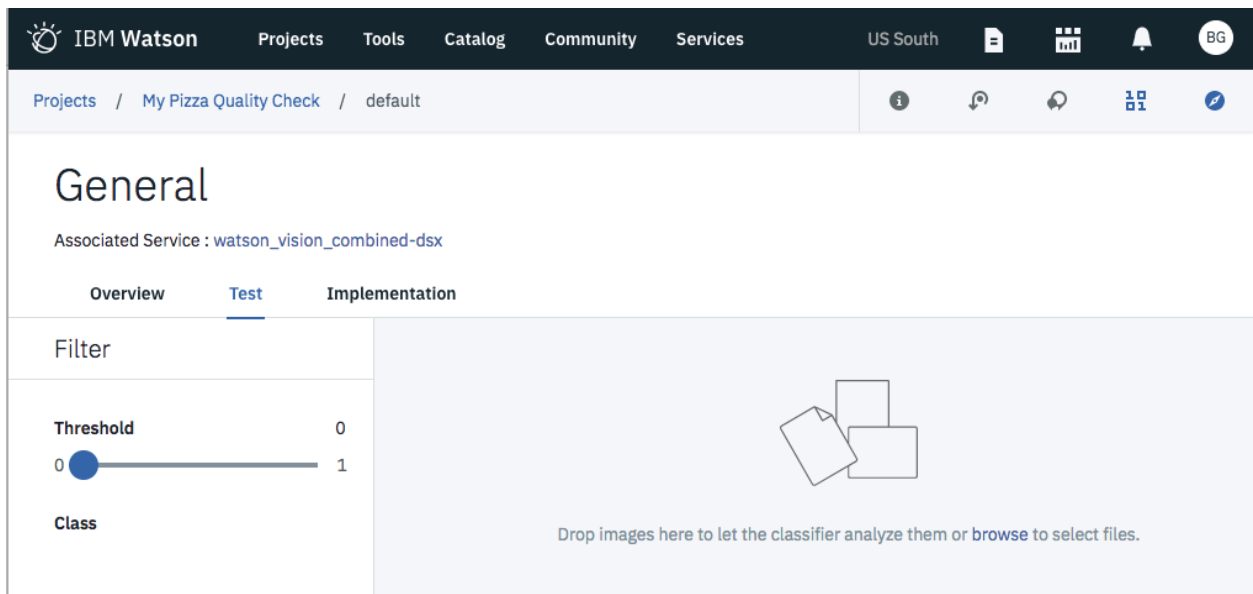 IBM Watson Projects Tools Catalog Community Services US South BG
Projects / My Pizza Quality Check / default
General
Associated Service : watson_vision_combined-dsx
Overview Test Implementation
Filter
Threshold 0
0 1
Class
Drop images here to let the classifier analyze them or browse to select files.